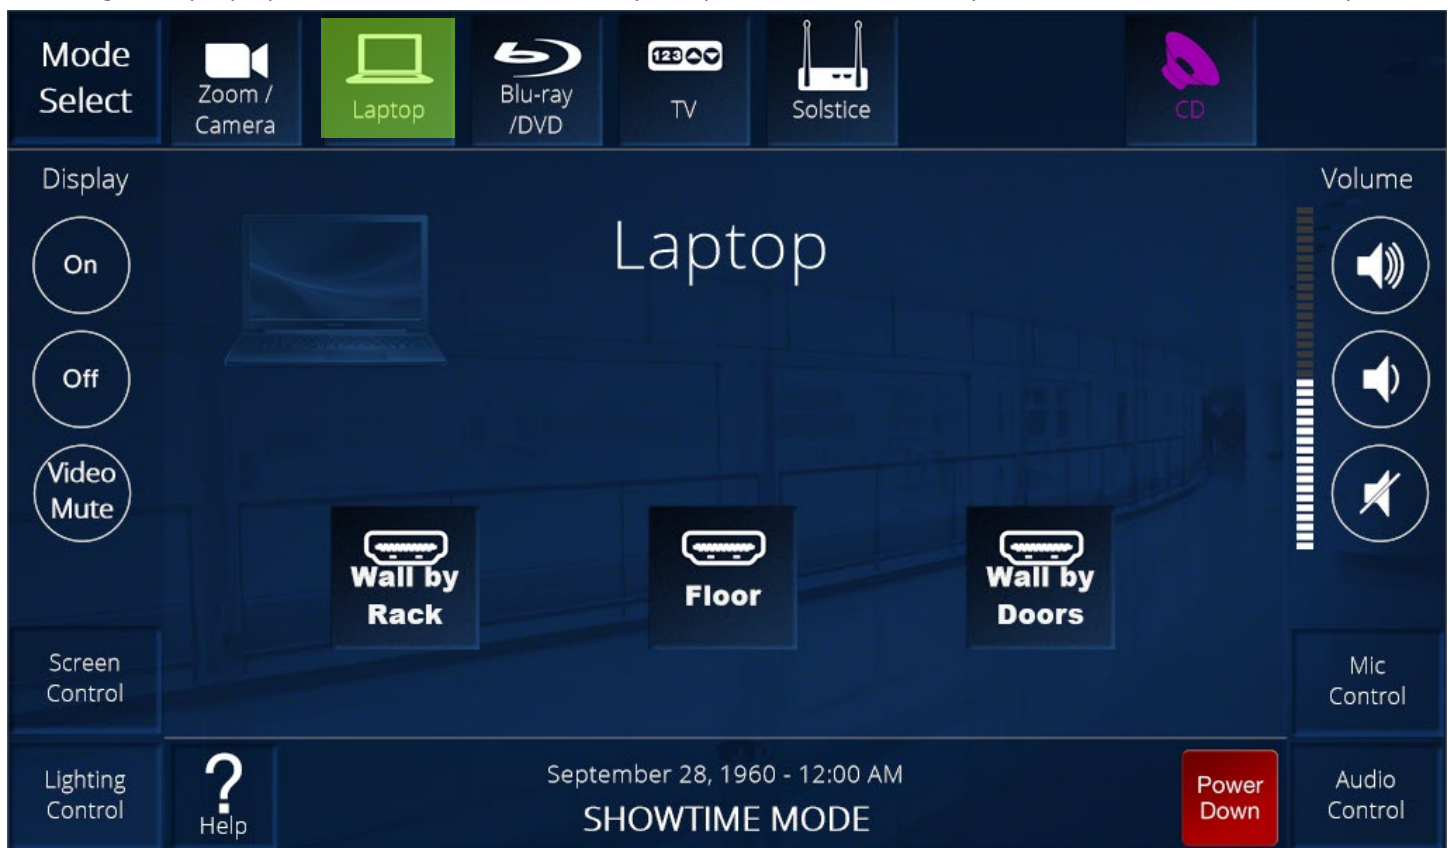 Mode
Select
Zoom /
Camera
Laptop
Blu-ray
/DVD
123
TV
Solstice
CD
Display
On
Off
Video
Mute
Laptop
Volume
Wall by
Rack
Floor
Wall by
Doors
Screen
Control
Mic
Control
Lighting
Control
?
Help
September 28, 1960 - 12:00 AM
SHOWTIME MODE
Power
Down
Audio
Control